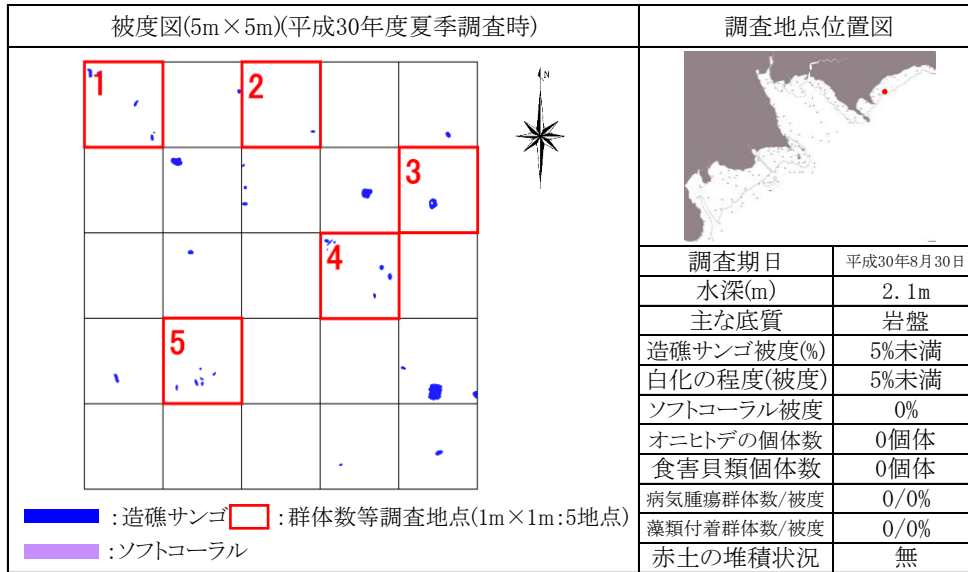 被度図(5m×5m)(平成30年度夏季調査時)
調査地点位置図
1
2
3
4
5
N
:造礁サンゴ :群体数等調査地点(1m×1m:5地点)
:ソフトコーラル
調査期日 平成30年8月30日
水深(m) 2.1m
主な底質 岩盤
造礁サンゴ被度(%) 5%未満
白化の程度(被度) 5%未満
ソフトコーラル被度 0%
オニヒトデの個体数 0個体
食害貝類個体数 0個体
病気腫瘍群体数/被度 0/0%
藻類付着群体数/被度 0/0%
赤土の堆積状況 無